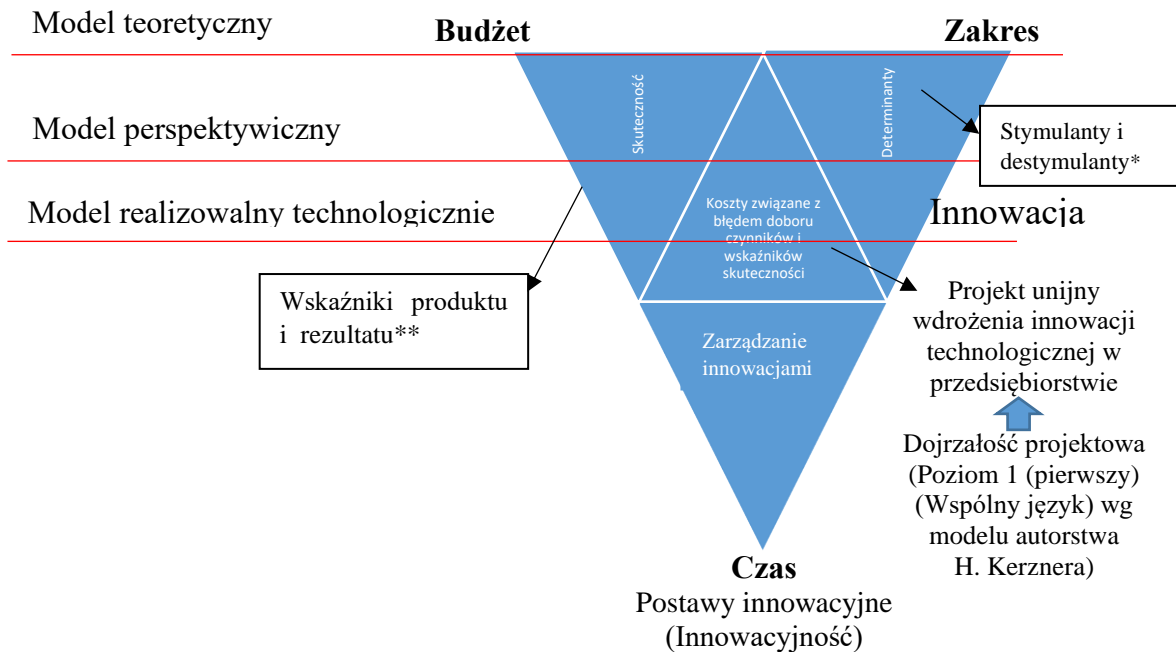 Model teoretyczny
Budżet
Zakres
Skuteczność
Determinanty
Model perspektywiczny
Stymulanty i
destymulanty*
Model realizowalny technologicznie
Koszty związane z
błędem doboru
czynników i
wskaźników
skuteczności
Innowacja
Wskaźniki produktu
i rezultatu**
Projekt unijny
wdrożenia innowacji
technologicznej w
przedsiębiorstwie
Zarządzanie
innowacjami
Dojrzałość projektowa
(Poziom 1 (pierwszy)
(Wspólny język) wg
modelu autorstwa
H. Kerznera)
Czas
Postawy innowacyjne
(Innowacyjność)